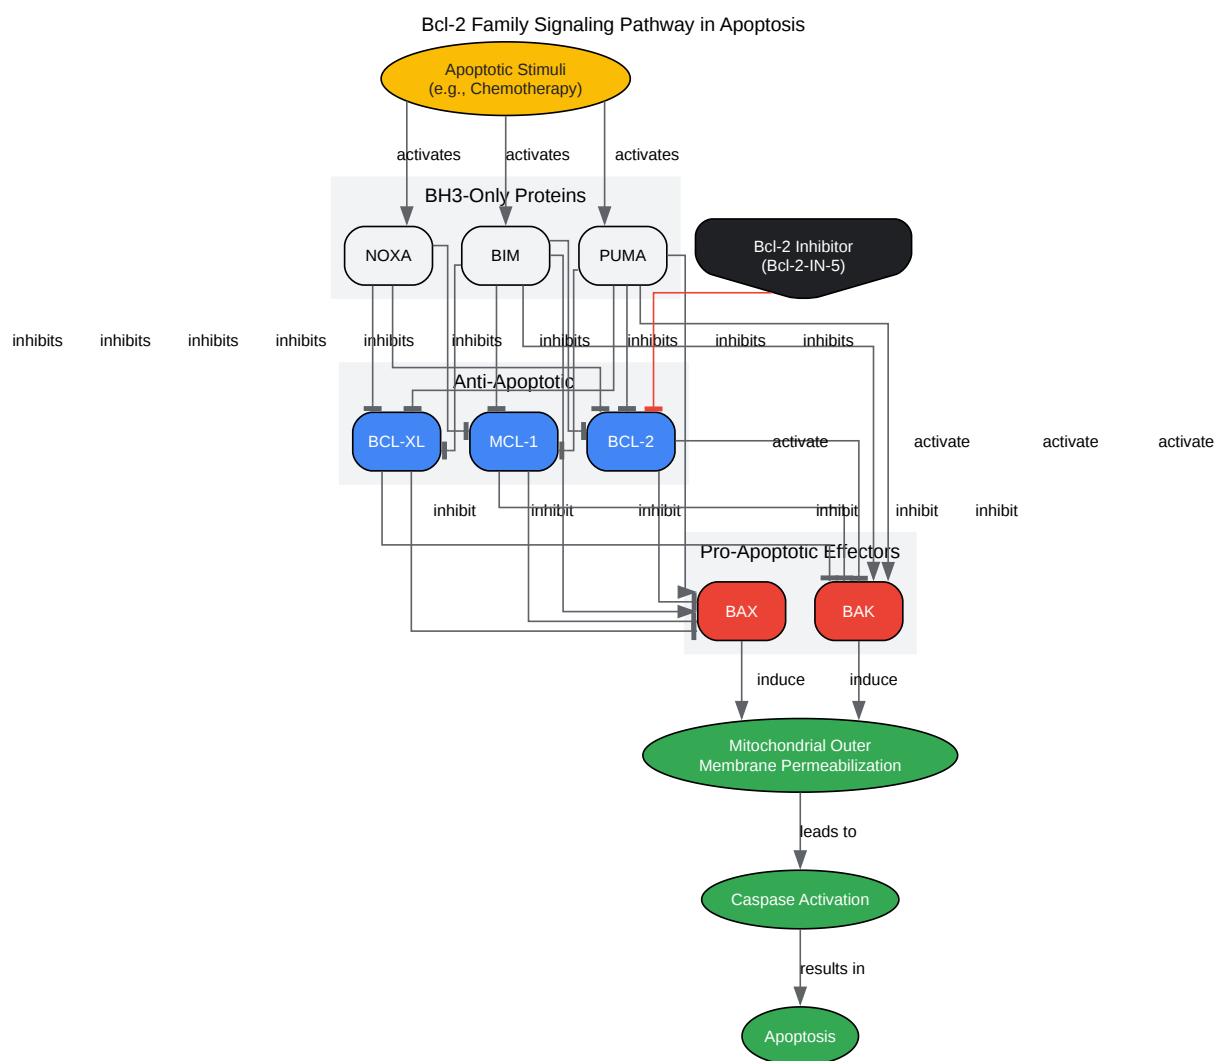 Bcl-2 Family Signaling Pathway in Apoptosis
Apoptotic Stimuli
(e.g., Chemotherapy)
activates
activates
activates
BH3-Only Proteins
NOXA
BIM
PUMA
Bcl-2 Inhibitor
(Bcl-2-IN-5)
inhibits
inhibits
inhibits
inhibits
inhibits
inhibits
inhibits
inhibits
inhibits
inhibits
Anti-Apoptotic
BCL-XL
MCL-1
BCL-2
activate
activate
activate
activate
inhibit
inhibit
inhibit
inhibit
inhibit
inhibit
Pro-Apoptotic Effectors
BAX
BAK
induce
induce
Mitochondrial Outer
Membrane Permeabilization
leads to
Caspase Activation
results in
Apoptosis